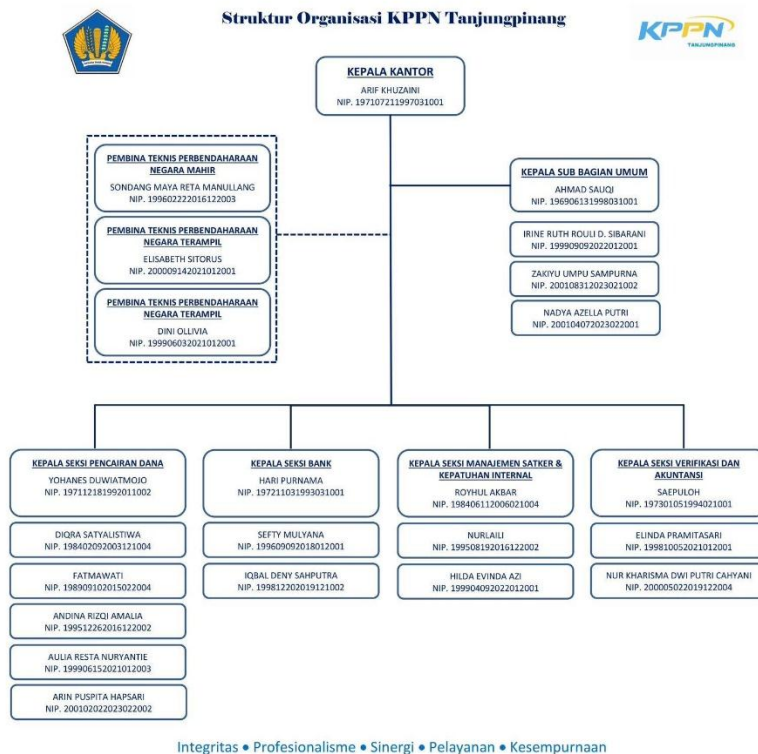 Struktur Organisasi KPPN Tanjungpinang
KPPN
TANJUNGPINANG
KEPALA KANTOR
ARIF KHUZAINI
NIP. 197107211997031001
PEMBINA TEKNIS PERBENDAHARAAN
NEGARA MAHIR
SONDANG MAYA RETA MANULLANG
NIP. 199602222016122003
PEMBINA TEKNIS PERBENDAHARAAN
NEGARA TERAMPIL
ELISABETH SITORUS
NIP. 200009142021012001
PEMBINA TEKNIS PERBENDAHARAAN
NEGARA TERAMPIL
DINI OLLIVIA
NIP. 199906032021012001
KEPALA SUB BAGIAN UMUM
AHMAD SAUQI
NIP. 196906131998031001
IRINE RUTH ROULI D. SIBARANI
NIP. 199909092022012001
ZAKIYU UMPU SAMPURNA
NIP. 200108312023021002
NADYA AZELLA PUTRI
NIP. 200104072023022001
KEPALA SEKSI PENCAIRAN DANA
YOHANES DUWIATMOJO
NIP. 197112181992011002
DIQRA SATYALISTIWA
NIP. 198402092003121004
FATMAWATI
NIP. 198909102015022004
ANDINA RIZQI AMALIA
NIP. 199512262016122002
AULIA RESTA NURYANTIE
NIP. 199906152021012003
ARIN PUSPITA HAPSARI
NIP. 200102022023022002
KEPALA SEKSI BANK
HARI PURNAMA
NIP. 197211031993031001
SEFTY MULYANA
NIP. 199609092018012001
IQBAL DENY SAHPUTRA
NIP. 199812202019121002
KEPALA SEKSI MANAJEMEN SATKER &
KEPATUHAN INTERNAL
ROYHUL AKBAR
NIP. 198406112006021004
NURLAILI
NIP. 199508192016122002
HILDA EVINDA AZI
NIP. 199904092022012001
KEPALA SEKSI VERIFIKASI DAN
AKUNTANSI
SAEPULOH
NIP. 197301051994021001
ELINDA PRAMITASARI
NIP. 199810052021012001
NUR KHARISMA DWI PUTRI CAHYANI
NIP. 200005022019122004
Integritas • Profesionalisme • Sinergi • Pelayanan • Kesempurnaan